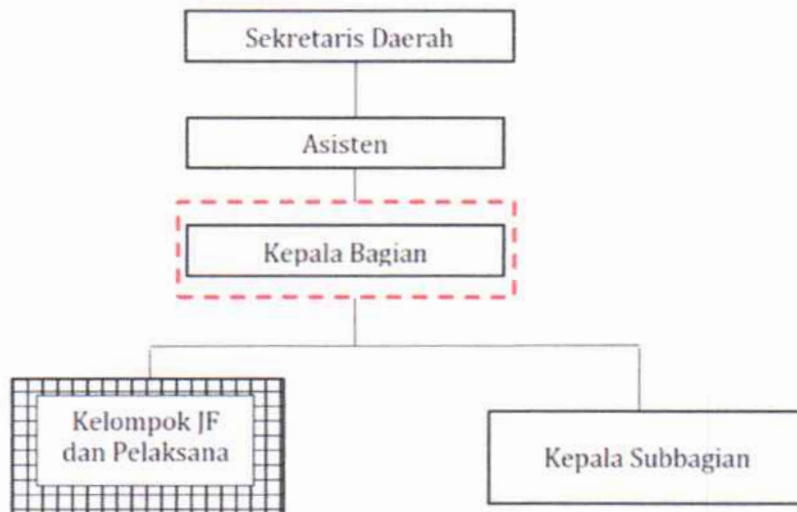 Sekretaris Daerah
Asisten
Kepala Bagian
Kelompok JF
dan Pelaksana
Kepala Subbagian